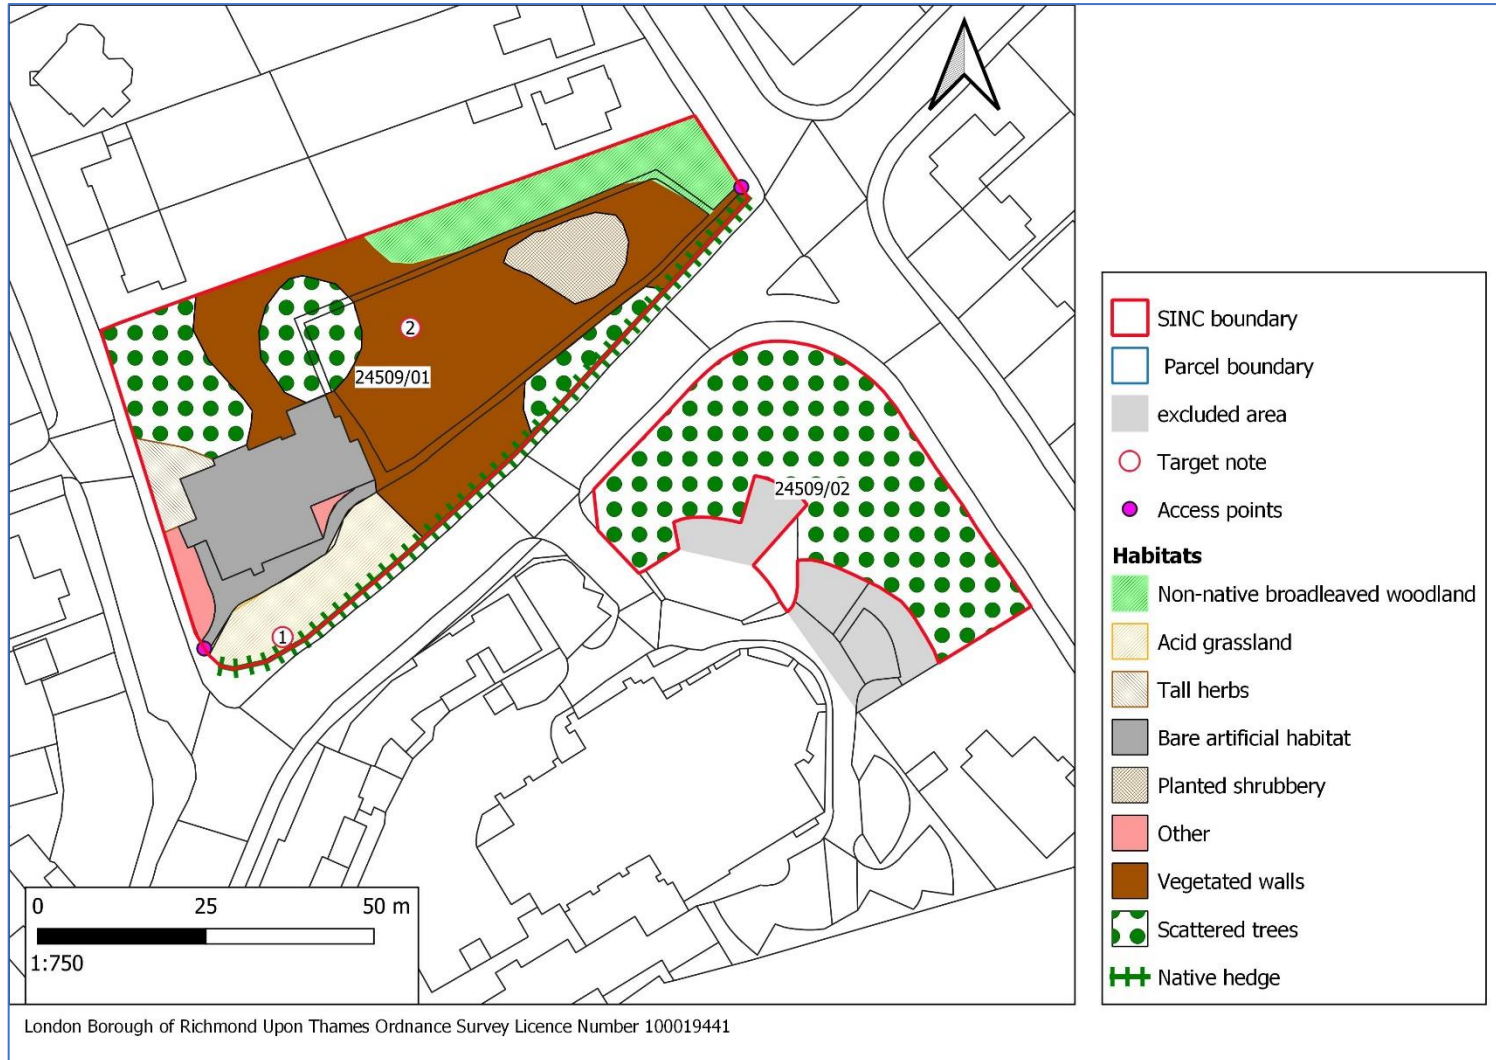 2
24509/01
24509/02
1
0 25 50 m
1:750
SINC boundary
Parcel boundary
excluded area
Target note
Access points
Habitats
Non-native broadleaved woodland
Acid grassland
Tall herbs
Bare artificial habitat
Planted shrubbery
Other
Vegetated walls
Scattered trees
Native hedge
London Borough of Richmond Upon Thames Ordnance Survey Licence Number 100019441